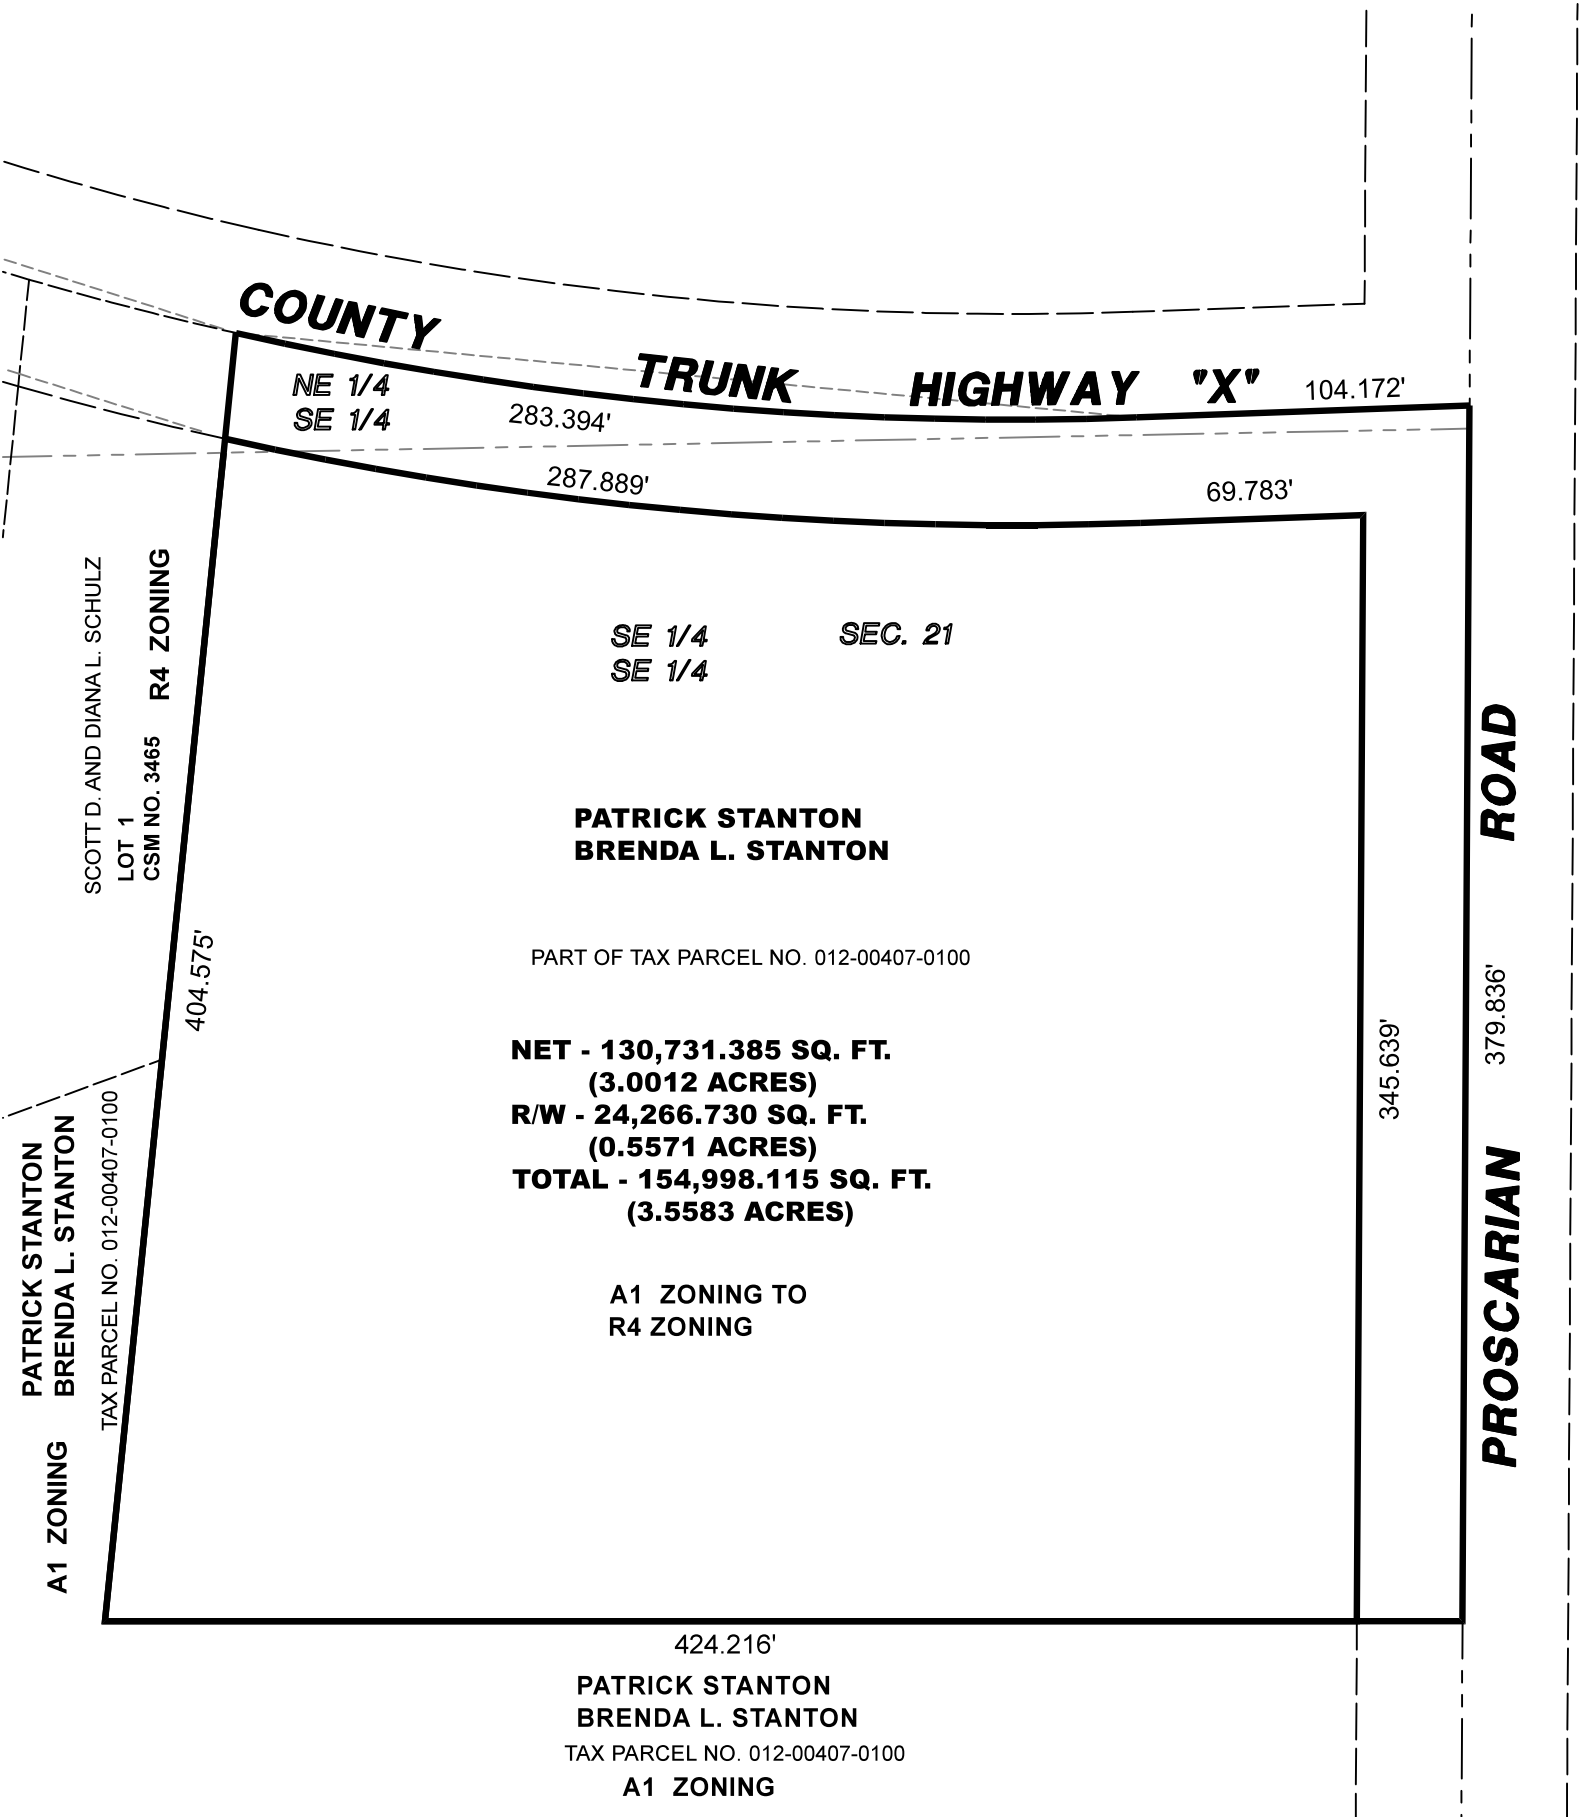 COUNTY TRUNK HIGHWAY "X"
104.172'
NE 1/4
SE 1/4
283.394'
287.889'
69.783'
SCOTT D. AND DIANA L. SCHULZ
LOT 1
CSM NO. 3465
R4 ZONING
SE 1/4
SE 1/4
SEC. 21
PROSCARIAN ROAD
PATRICK STANTON
BRENDA L. STANTON
404.575'
PART OF TAX PARCEL NO. 012-00407-0100
379.836'
345.639'
NET - 130,731.385 SQ. FT.
(3.0012 ACRES)
R/W - 24,266.730 SQ. FT.
(0.5571 ACRES)
TOTAL - 154,998.115 SQ. FT.
(3.5583 ACRES)
A1 ZONING TO
R4 ZONING
PATRICK STANTON
BRENDA L. STANTON
TAX PARCEL NO. 012-00407-0100
A1 ZONING
424.216'
PATRICK STANTON
BRENDA L. STANTON
TAX PARCEL NO. 012-00407-0100
A1 ZONING